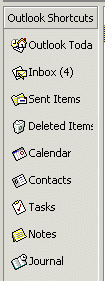 Outlook Shortcuts
Outlook Toda
Inbox (4)
Sent Items
Deleted Items
Calendar
Contacts
Tasks
Notes
Journal